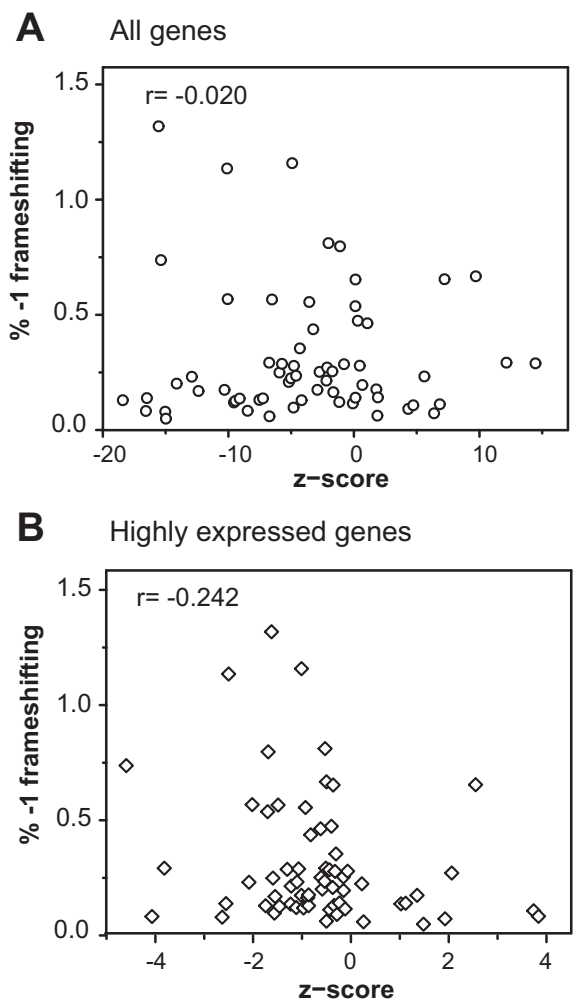 A All genes
r= -0.020
% -1 frameshifting
1.5
1.0
0.5
0.0
-20 -10 0 10
z−score
B Highly expressed genes
r= -0.242
% -1 frameshifting
1.5
1.0
0.5
0.0
-4 -2 0 2 4
z−score